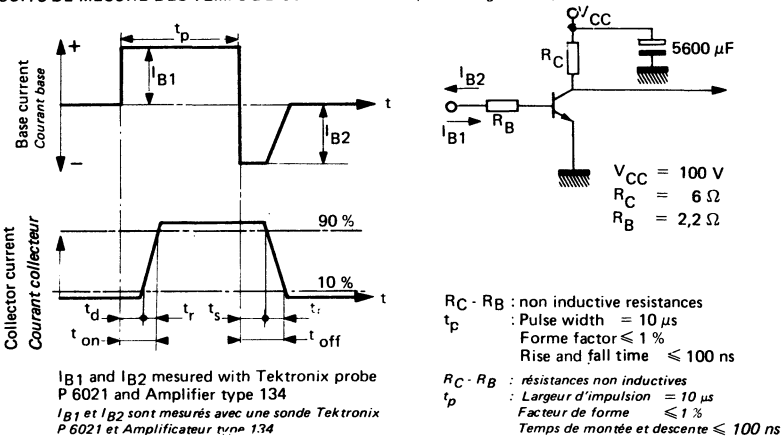 +
Base current
Courant base
−
t_p
I_B1
I_B2
t
Collector current
Courant collecteur
90 %
10 %
t
t_d
t_r
t_s
t_on
t_off
I_B1 and I_B2 mesured with Tektronix probe
P 6021 and Amplifier type 134
I_B1 et I_B2 sont mesurés avec une sonde Tektronix
P 6021 et Amplificateur type 134
V_CC
R_C
5600 µF
I_B2
I_B1
R_B
V_CC = 100 V
R_C = 6 Ω
R_B = 2,2 Ω
R_C - R_B : non inductive resistances
t_p : Pulse width = 10 µs
Forme factor ⩽ 1 %
Rise and fall time ⩽ 100 ns
R_C - R_B : résistances non inductives
t_p : Largeur d'impulsion = 10 µs
Facteur de forme ⩽ 1 %
Temps de montée et descente ⩽ 100 ns